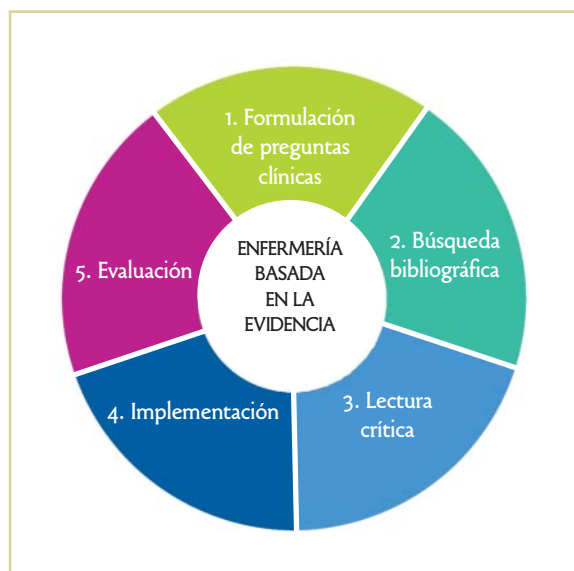 1. Formulación
de preguntas
clínicas
2. Búsqueda
bibliográfica
3. Lectura
crítica
4. Implementación
5. Evaluación
ENFERMERÍA
BASADA
EN LA
EVIDENCIA